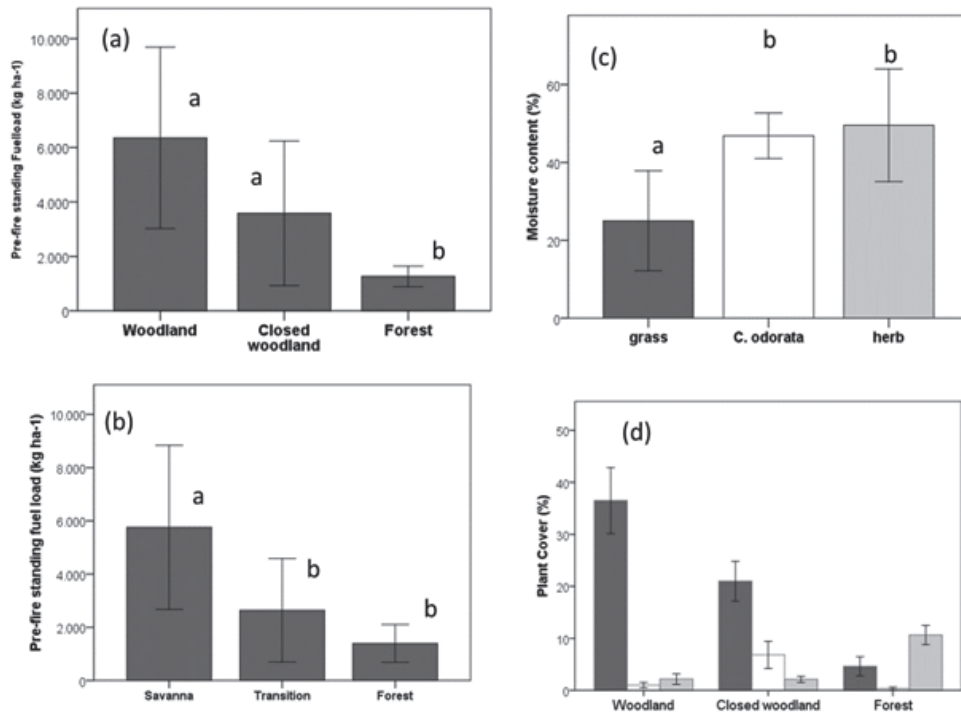 (a)
Pre-fire standing Fuelload (kg ha-1)
10.000
8.000
6.000
4.000
2.000
0
a
a
b
Woodland
Closed woodland
Forest
(c)
Moisture content (%)
60
40
20
0
a
b
b
grass
C. odorata
herb
(b)
Pre-fire standing fuel load (kg ha-1)
10.000
8.000
6.000
4.000
2.000
0
a
b
b
Savanna
Transition
Forest
(d)
Plant Cover (%)
50
40
30
20
10
0
Woodland
Closed woodland
Forest